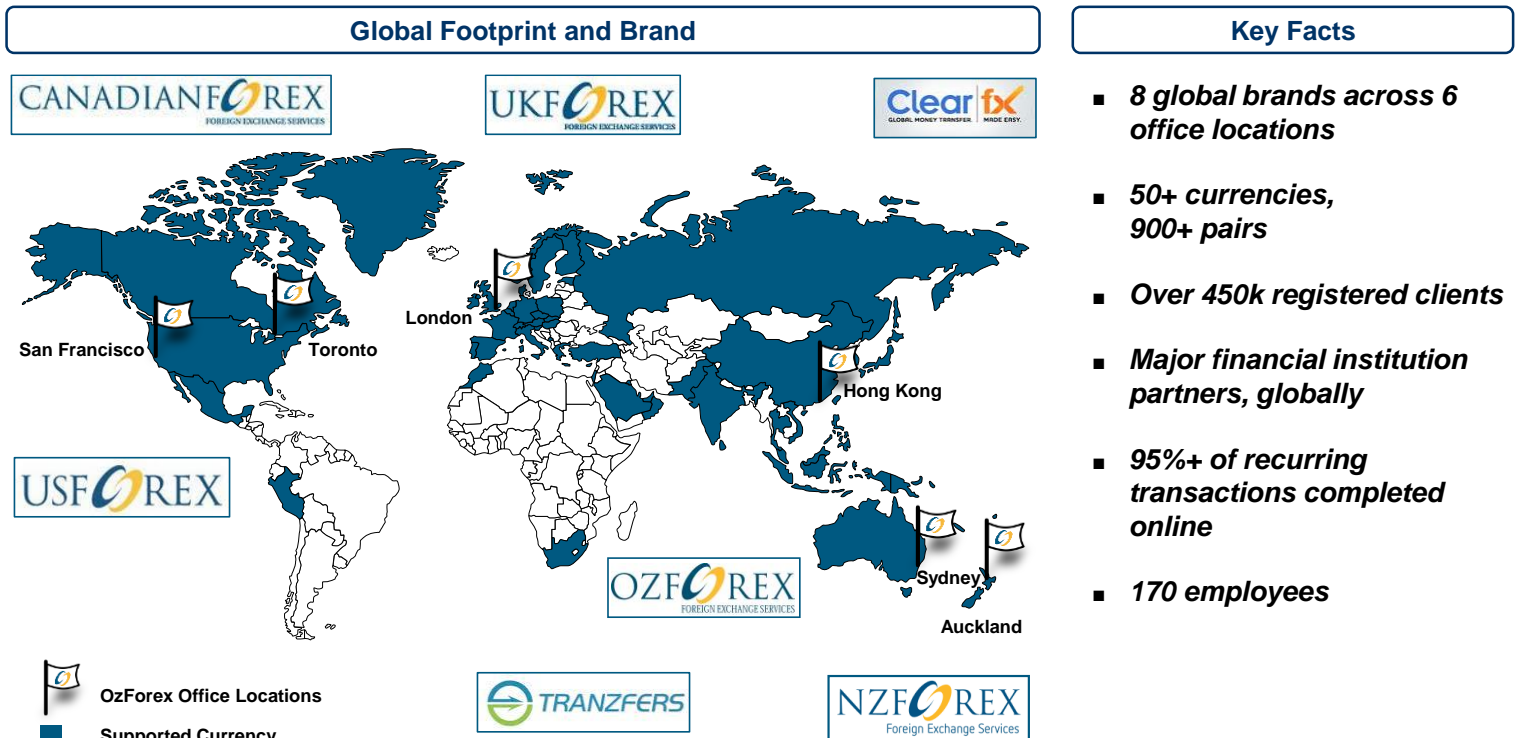 Global Footprint and Brand
Key Facts
CANADIANFOREX
FOREIGN EXCHANGE SERVICES
UKFOREX
FOREIGN EXCHANGE SERVICES
Clear fx
GLOBAL MONEY TRANSFER. MADE EASY.
London
San Francisco
Toronto
Hong Kong
USFOREX
OZFOREX
FOREIGN EXCHANGE SERVICES
Sydney
Auckland
OzForex Office Locations
Supported Currency
TRANZFERS
NZFOREX
Foreign Exchange Services
■ 8 global brands across 6
office locations
■ 50+ currencies,
900+ pairs
■ Over 450k registered clients
■ Major financial institution
partners, globally
■ 95%+ of recurring
transactions completed
online
■ 170 employees